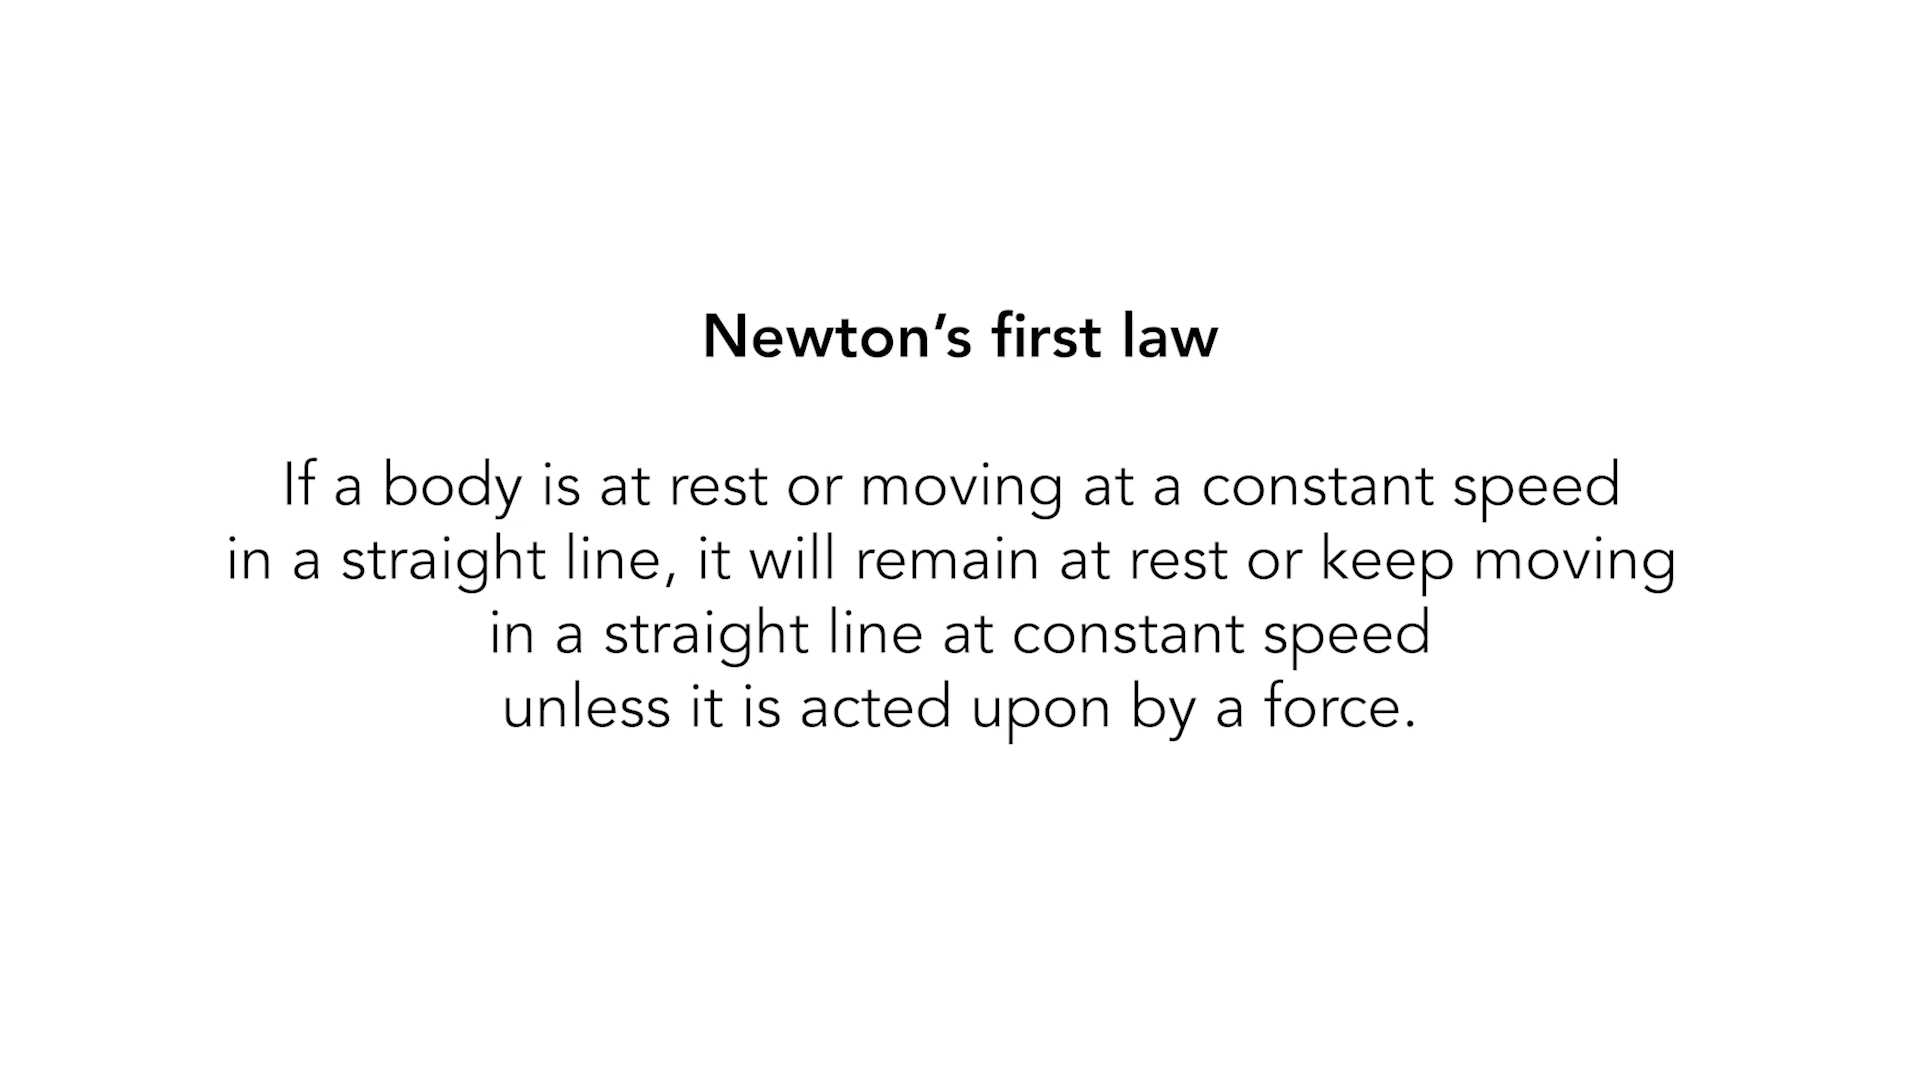 Newton’s first law
If a body is at rest or moving at a constant speed
in a straight line, it will remain at rest or keep moving
in a straight line at constant speed
unless it is acted upon by a force.